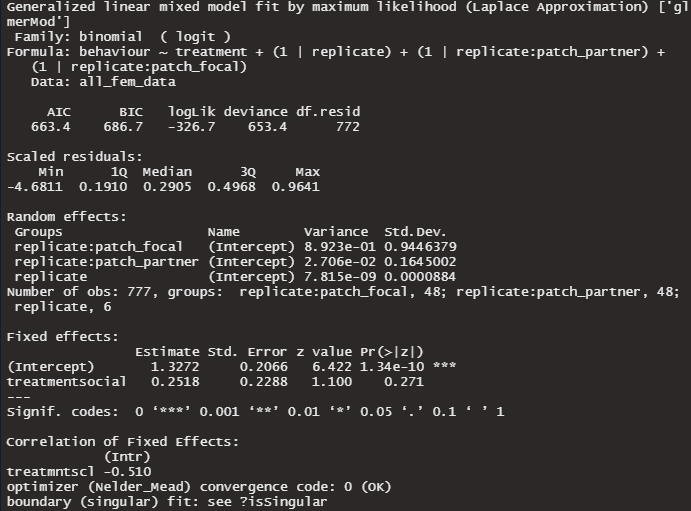 Generalized linear mixed model fit by maximum likelihood (Laplace Approximation) ['gl
merMod']
 Family: binomial  ( logit )
Formula: behaviour ~ treatment + (1 | replicate) + (1 | replicate:patch_partner) +
    (1 | replicate:patch_focal)
   Data: all_fem_data

     AIC      BIC   logLik deviance df.resid
   663.4    686.7   -326.7    653.4      772

Scaled residuals:
    Min      1Q  Median      3Q     Max
-4.6811  0.1910  0.2905  0.4968  0.9641

Random effects:
 Groups                  Name        Variance  Std.Dev.
 replicate:patch_focal   (Intercept) 8.923e-01 0.9446379
 replicate:patch_partner (Intercept) 2.706e-02 0.1645002
 replicate               (Intercept) 7.815e-09 0.0000884
Number of obs: 777, groups:  replicate:patch_focal, 48; replicate:patch_partner, 48;
 replicate, 6

Fixed effects:
                Estimate Std. Error z value Pr(>|z|)
(Intercept)       1.3272     0.2066   6.422 1.34e-10 ***
treatmentsocial   0.2518     0.2288   1.100    0.271
---
Signif. codes:  0 ‘***’ 0.001 ‘**’ 0.01 ‘*’ 0.05 ‘.’ 0.1 ‘ ’ 1

Correlation of Fixed Effects:
            (Intr)
treatmntscl -0.510
optimizer (Nelder_Mead) convergence code: 0 (OK)
boundary (singular) fit: see ?isSingular